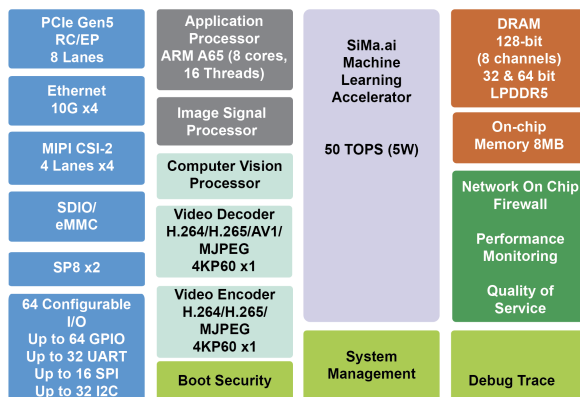 PCIe Gen5
RC/EP
8 Lanes
Ethernet
10G x4
MIPI CSI-2
4 Lanes x4
SDIO/
eMMC
SP8 x2
64 Configurable
I/O
Up to 64 GPIO
Up to 32 UART
Up to 16 SPI
Up to 32 I2C
Application
Processor
ARM A65 (8 cores,
16 Threads)
Image Signal
Processor
Computer Vision
Processor
Video Decoder
H.264/H.265/AV1/
MJPEG
4KP60 x1
Video Encoder
H.264/H.265/
MJPEG
4KP60 x1
Boot Security
SiMa.ai
Machine
Learning
Accelerator
50 TOPS (5W)
System
Management
DRAM
128-bit
(8 channels)
32 & 64 bit
LPDDR5
On-chip
Memory 8MB
Network On Chip
Firewall
Performance
Monitoring
Quality of
Service
Debug Trace